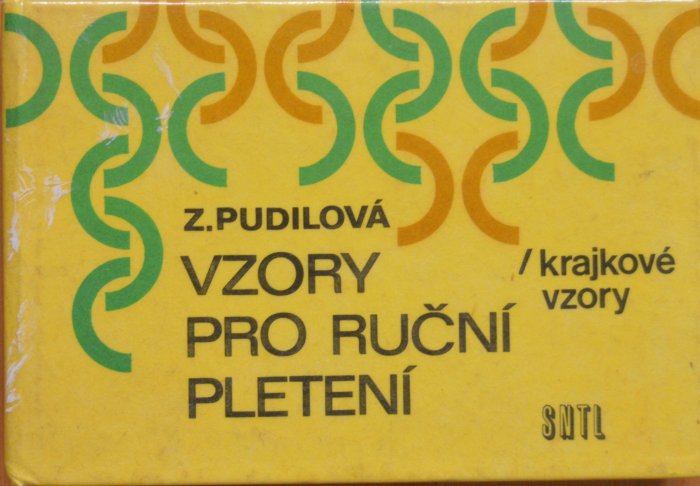 Z.PUDILOVÁ
VZORY
PRO RUČNÍ
PLETENÍ
/krajkové
vzory
SNTL